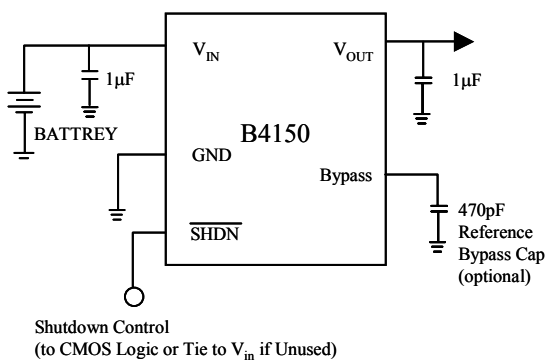 V_IN
V_OUT
1μF
1μF
BATTREY
B4150
GND
Bypass
SHDN
470pF
Reference
Bypass Cap
(optional)
Shutdown Control
(to CMOS Logic or Tie to V_in if Unused)